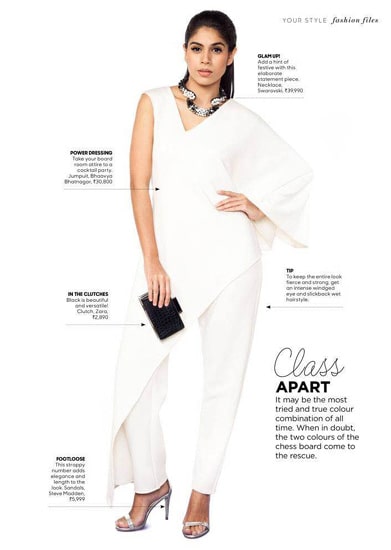 YOUR STYLE fashion files
GLAM UP!
Add a hint of
festive with this
elaborate
statement piece.
Necklace,
Swarovski, ₹39,990
POWER DRESSING
Take your board
room attire to a
cocktail party.
Jumpuit, Bhaavya
Bhatnagar, ₹30,800
IN THE CLUTCHES
Black is beautiful
and versatile!
Clutch, Zara,
₹2,890
TIP
To keep the entire look
fierce and strong, get
an intense windged
eye and slickback wet
hairstyle.
Class
APART
It may be the most
tried and true colour
combination of all
time. When in doubt,
the two colours of the
chess board come to
the rescue.
FOOTLOOSE
This strappy
number adds
elegance and
length to the
look. Sandals,
Steve Madden,
₹5,999